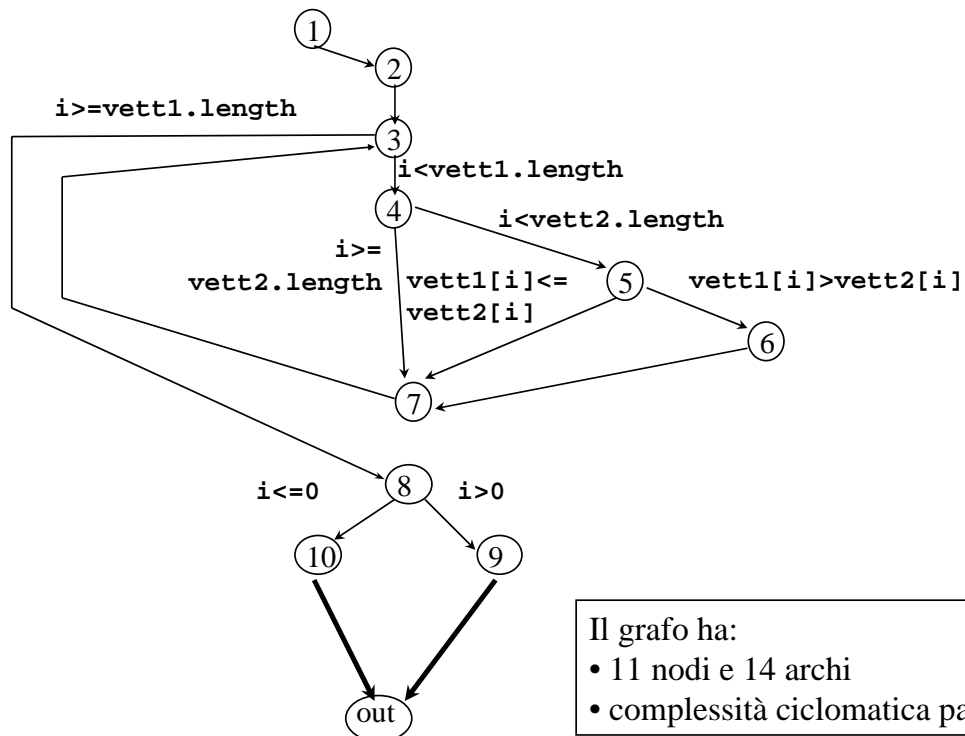 1
2
i>=vett1.length
3
i<vett1.length
4
i<vett2.length
i>=
vett2.length
vett1[i]<=
vett2[i]
5
vett1[i]>vett2[i]
6
7
8
i<=0
i>0
10
9
out
Il grafo ha:
• 11 nodi e 14 archi
• complessità ciclomatica pa